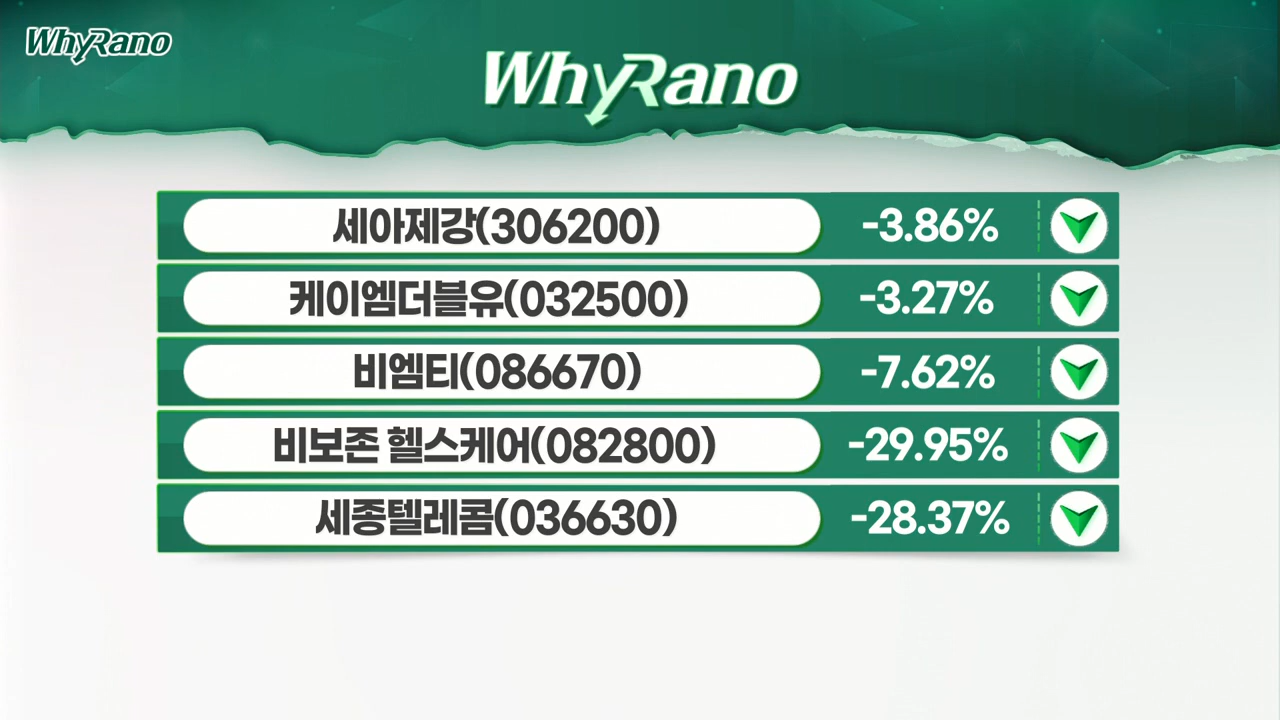 WhyRano
WhyRano
세아제강(306200) -3.86%
케이엠더블유(032500) -3.27%
비엠티(086670) -7.62%
비보존 헬스케어(082800) -29.95%
세종텔레콤(036630) -28.37%